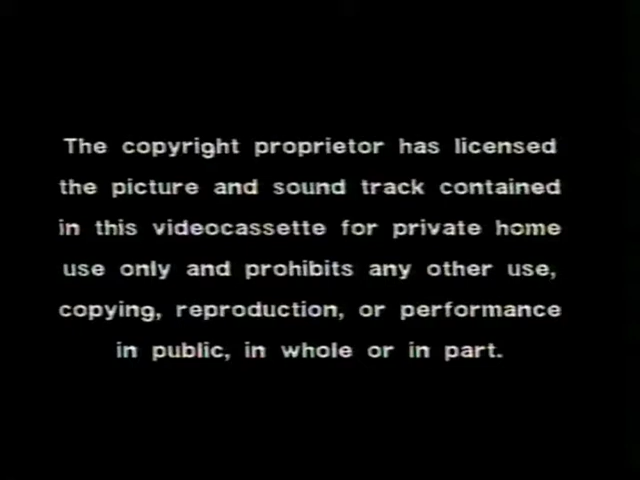 The copyright proprietor has licensed
the picture and sound track contained
in this videocassette for private home
use only and prohibits any other use,
copying, reproduction, or performance
in public, in whole or in part.